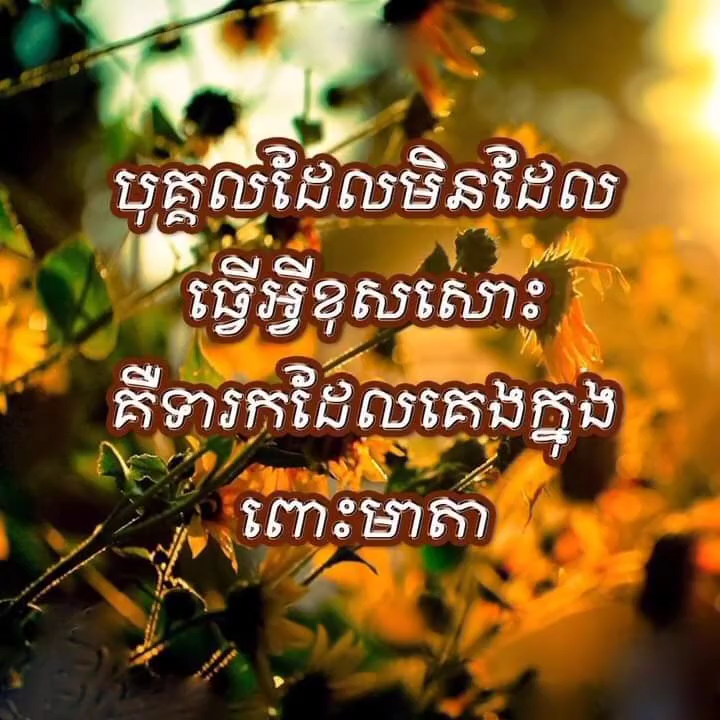 បុគ្គលដែលមិនដែល
ធ្វើអ្វីខុសសោះ
គឺទារកដែលគេងក្នុង
ពោះមាតា